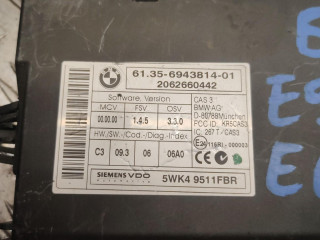 61.35-6943814-01
2062660442
Software. Version
MCV FSV OSV
00.00.00 1.4.5 3.3.0
CAS 3
BMW AG
D-80788München
FCC ID: KR5CAS3
IC: 267T / CAS3
HW./SW.-/Cod.-/Diag.-Index
C3 09.3 06 06A0
SIEMENS VDO
AUTOMOTIVE
5WK4 9511FBR